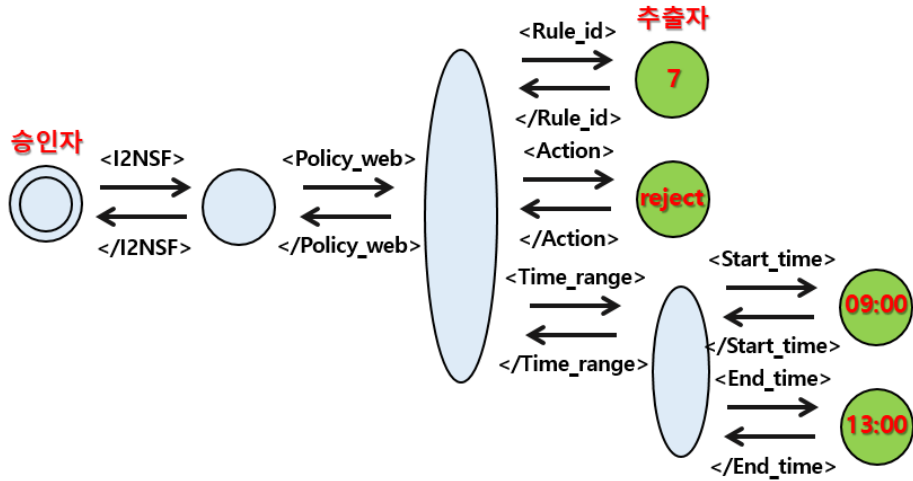 승인자
<I2NSF>
</I2NSF>
<Policy_web>
</Policy_web>
추출자
<Rule_id>
7
</Rule_id>
<Action>
reject
</Action>
<Time_range>
</Time_range>
<Start_time>
09:00
</Start_time>
<End_time>
13:00
</End_time>